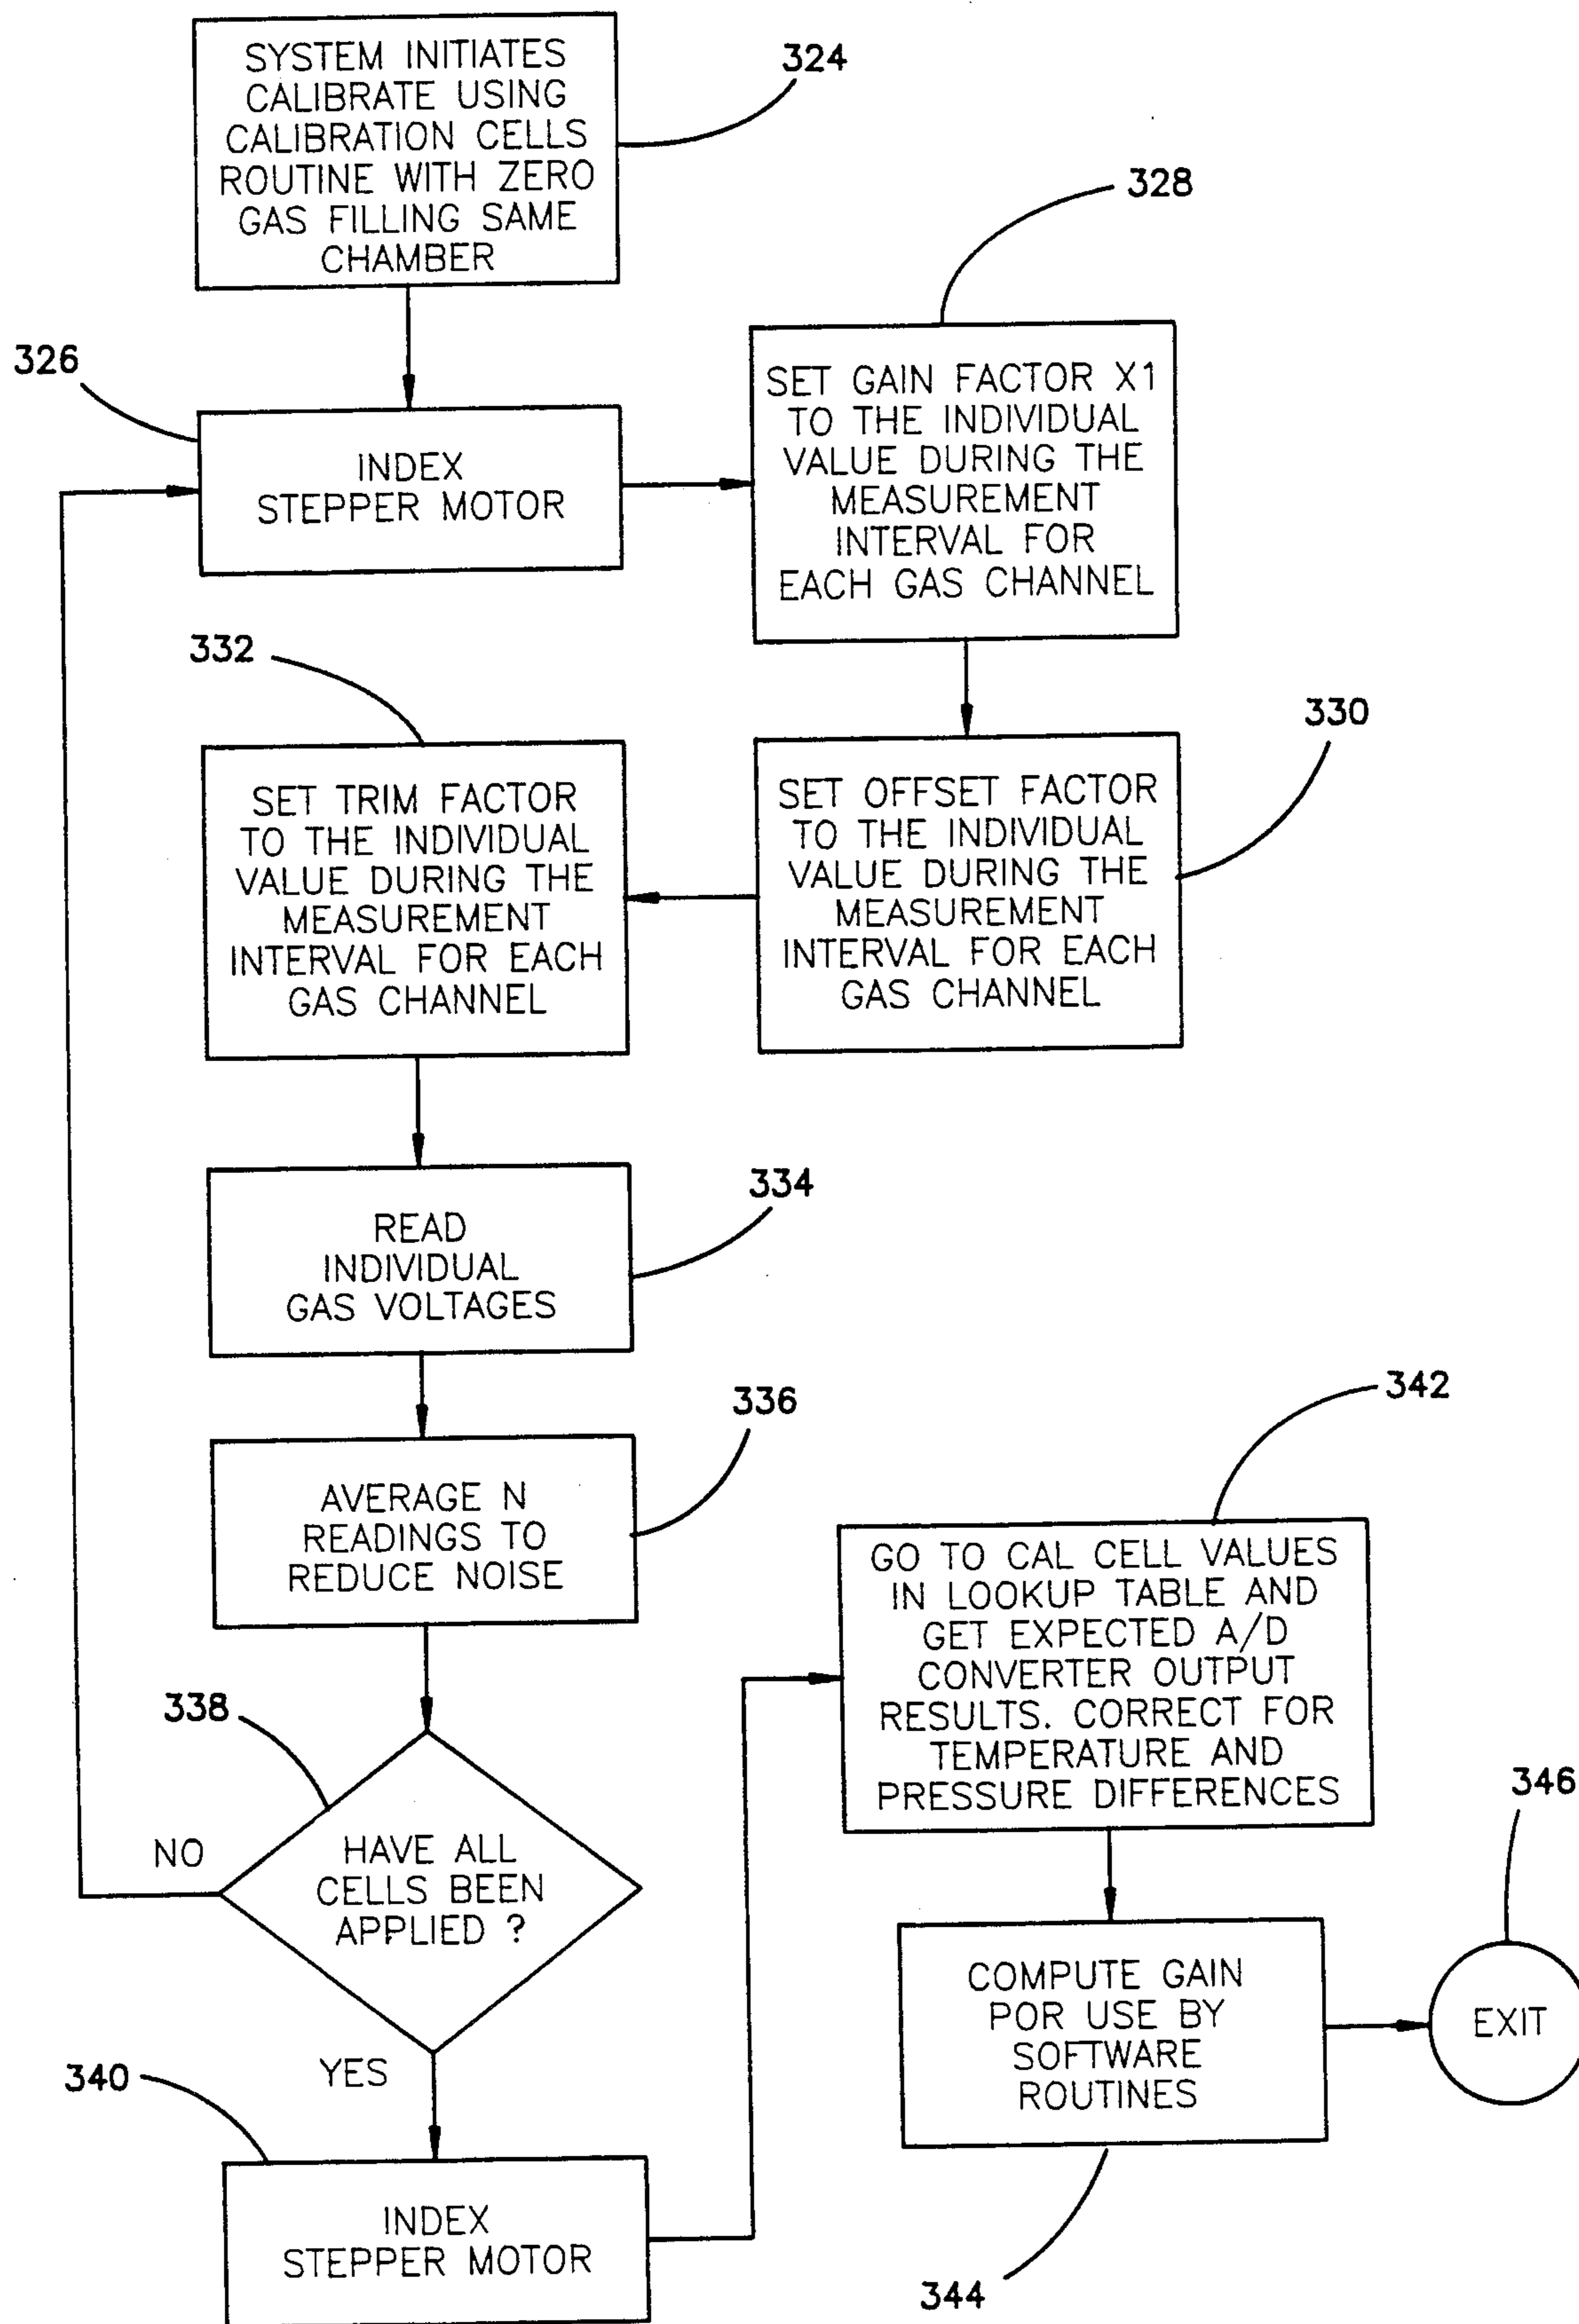 SYSTEM INITIATES
CALIBRATE USING
CALIBRATION CELLS
ROUTINE WITH ZERO
GAS FILLING SAME
CHAMBER
324
326
INDEX
STEPPER MOTOR
328
SET GAIN FACTOR X1
TO THE INDIVIDUAL
VALUE DURING THE
MEASUREMENT
INTERVAL FOR
EACH GAS CHANNEL
330
SET OFFSET FACTOR
TO THE INDIVIDUAL
VALUE DURING THE
MEASUREMENT
INTERVAL FOR EACH
GAS CHANNEL
332
SET TRIM FACTOR
TO THE INDIVIDUAL
VALUE DURING THE
MEASUREMENT
INTERVAL FOR EACH
GAS CHANNEL
334
READ
INDIVIDUAL
GAS VOLTAGES
336
AVERAGE N
READINGS TO
REDUCE NOISE
338
HAVE ALL
CELLS BEEN
APPLIED ?
NO
YES
340
INDEX
STEPPER MOTOR
342
GO TO CAL CELL VALUES
IN LOOKUP TABLE AND
GET EXPECTED A/D
CONVERTER OUTPUT
RESULTS. CORRECT FOR
TEMPERATURE AND
PRESSURE DIFFERENCES
COMPUTE GAIN
POR USE BY
SOFTWARE
ROUTINES
344
346
EXIT